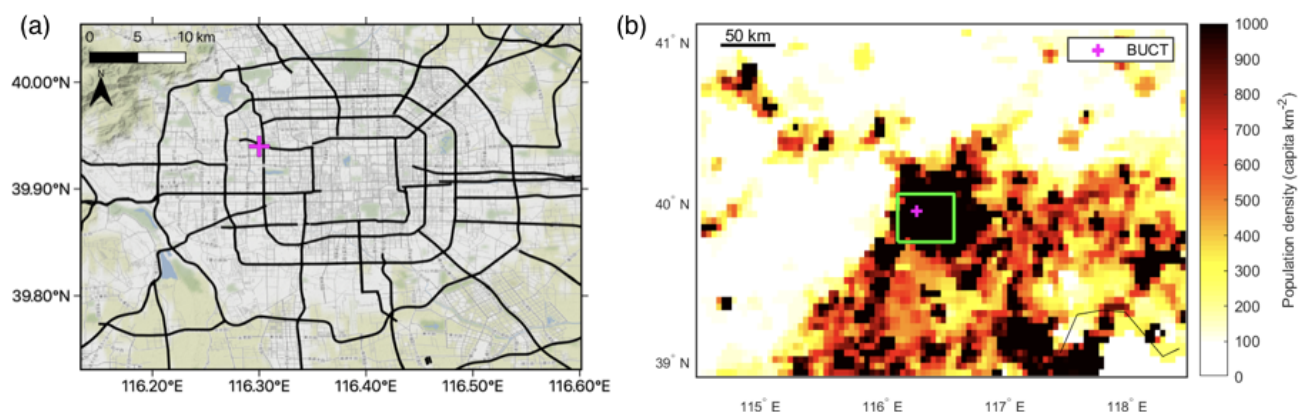 (a)
0 5 10 km
N
40.00°N
39.90°N
39.80°N
116.20°E 116.30°E 116.40°E 116.50°E 116.60°E
(b)
50 km
BUCT
41° N
40° N
39° N
115° E 116° E 117° E 118° E
1000
900
800
700
600
500
400
300
200
100
0
Population density (capita km⁻²)